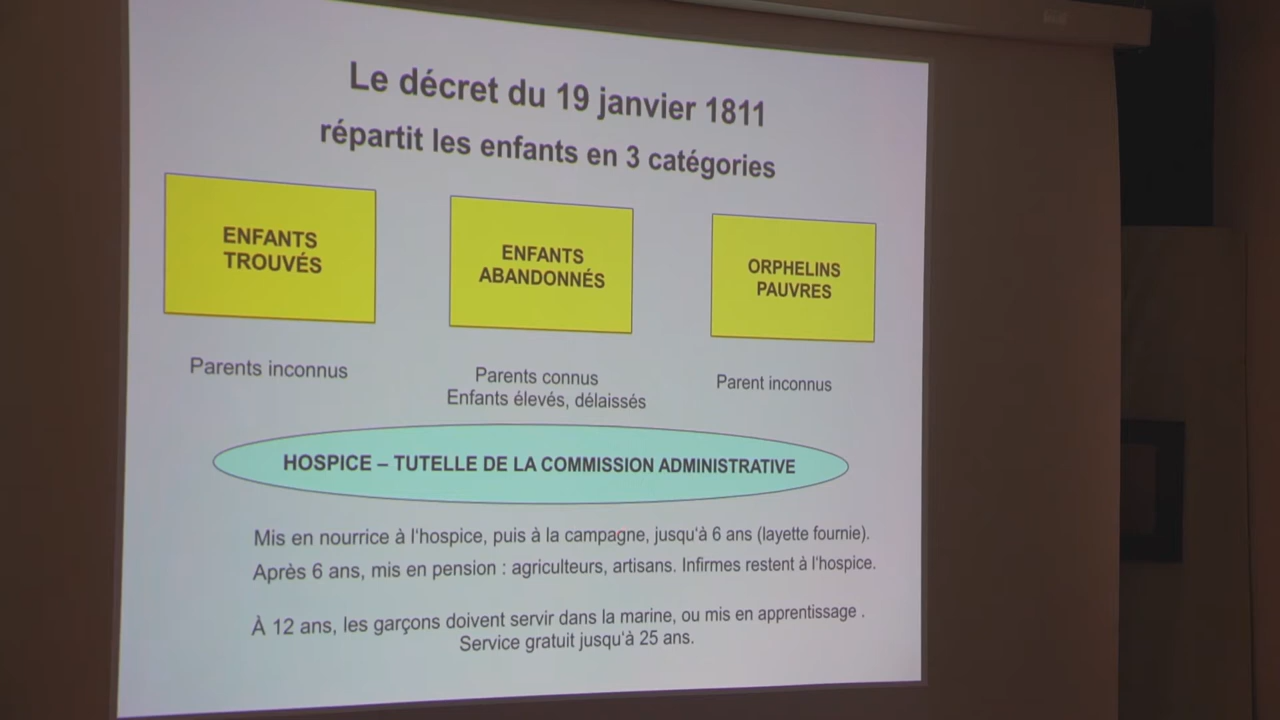 Le décret du 19 janvier 1811
répartit les enfants en 3 catégories
ENFANTS
TROUVÉS
ENFANTS
ABANDONNÉS
ORPHELINS
PAUVRES
Parents inconnus
Parents connus
Enfants élevés, délaissés
Parent inconnus
HOSPICE – TUTELLE DE LA COMMISSION ADMINISTRATIVE
Mis en nourrice à l'hospice, puis à la campagne, jusqu'à 6 ans (layette fournie).
Après 6 ans, mis en pension : agriculteurs, artisans. Infirmes restent à l'hospice.
À 12 ans, les garçons doivent servir dans la marine, ou mis en apprentissage .
Service gratuit jusqu'à 25 ans.